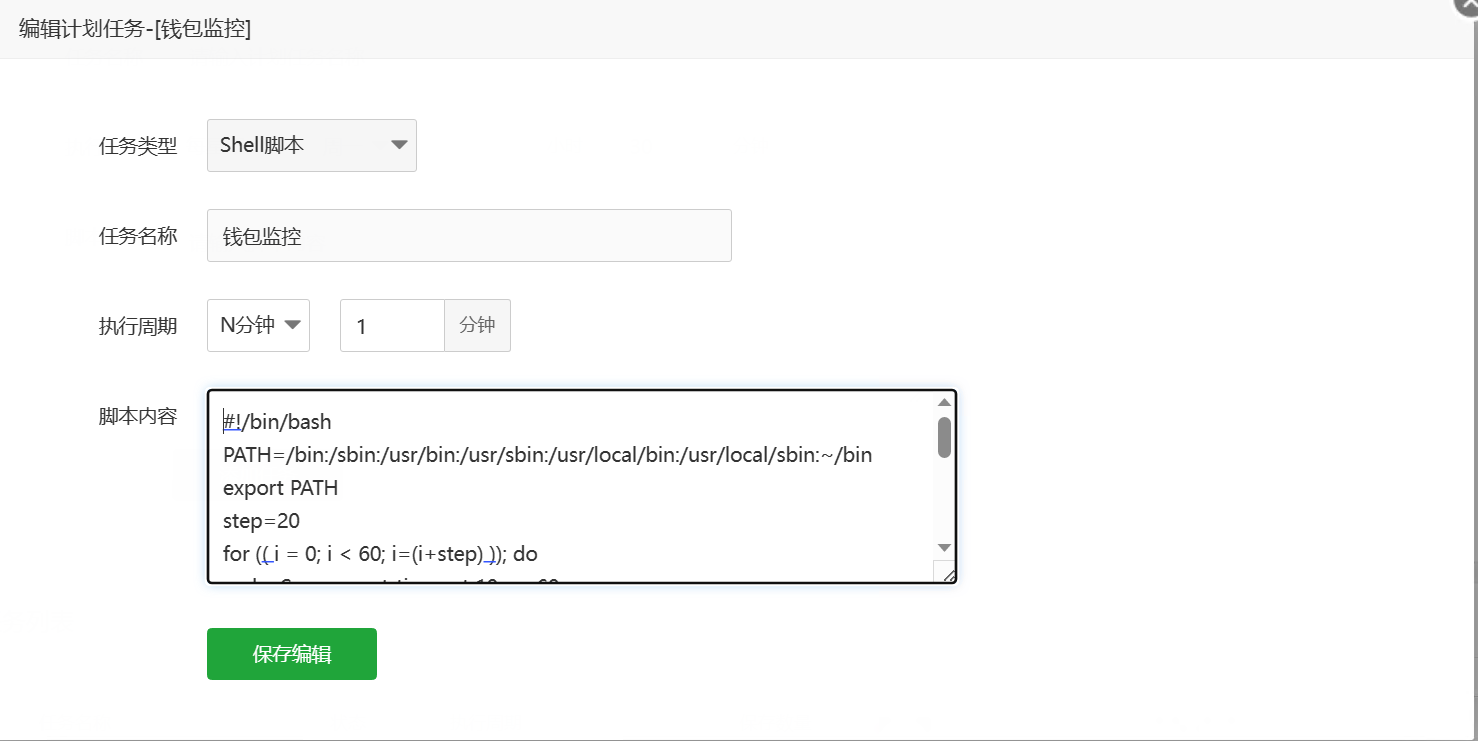 编辑计划任务-[钱包监控]
任务类型 Shell脚本
任务名称 钱包监控
执行周期 N分钟 1 分钟
脚本内容
#!/bin/bash
PATH=/bin:/sbin:/usr/bin:/usr/sbin:/usr/local/bin:/usr/local/sbin:~/bin
export PATH
step=20
for (( i = 0; i < 60; i=(i+step) )); do
保存编辑